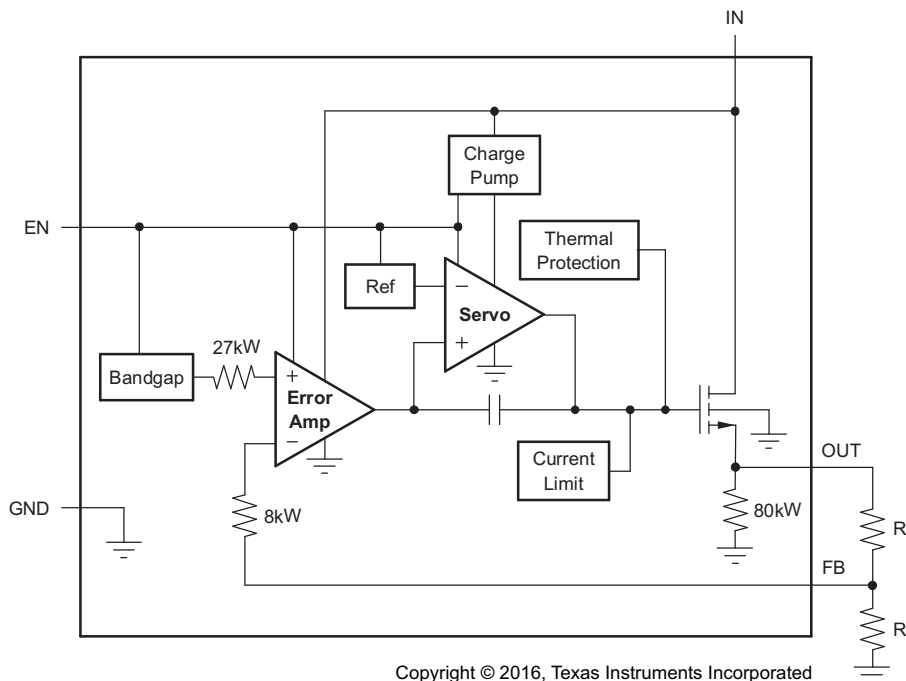 IN
Charge
Pump
EN
Thermal
Protection
Ref
−
Servo
+
27kW
Bandgap
+
Error
Amp
−
Current
Limit
OUT
GND
8kW
80kW
R
FB
R
Copyright © 2016, Texas Instruments Incorporated